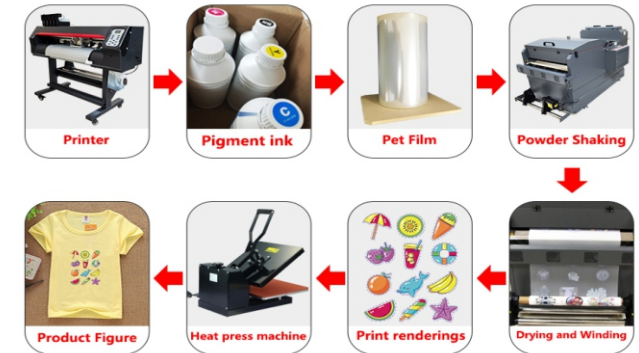 Printer
Pigment ink
Pet Film
Powder Shaking
Drying and Winding
Print renderings
Heat press machine
Product Figure
C